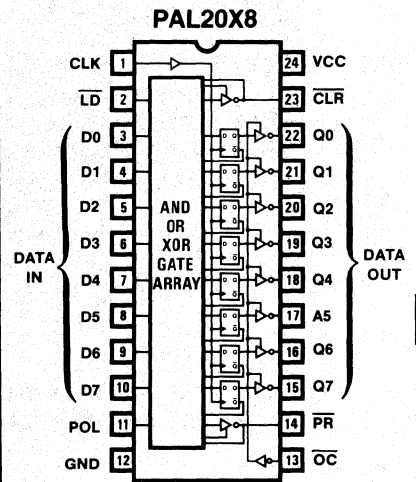 PAL20X8
CLK 1 24 VCC
LD 2 23 CLR
D0 3 22 Q0
D1 4 21 Q1
D2 5 20 Q2
D3 6 19 Q3
D4 7 18 Q4
D5 8 17 A5
D6 9 16 Q6
D7 10 15 Q7
POL 11 14 PR
GND 12 13 OC
DATA
IN
AND
OR
XOR
GATE
ARRAY
DATA
OUT